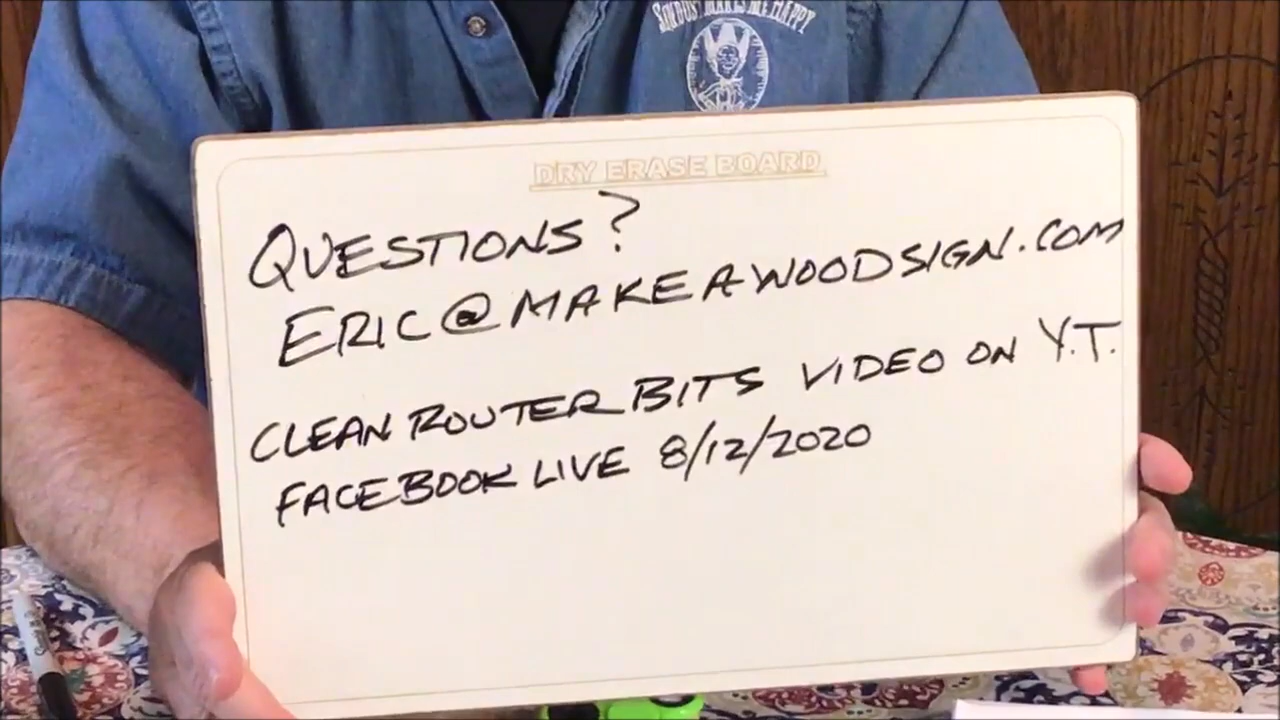 SAWDUST MAKES ME HAPPY
DRY ERASE BOARD
QUESTIONS?
ERIC@MAKEAWOODSIGN.COM
CLEAN ROUTER BITS VIDEO ON Y.T.
FACEBOOK LIVE 8/12/2020